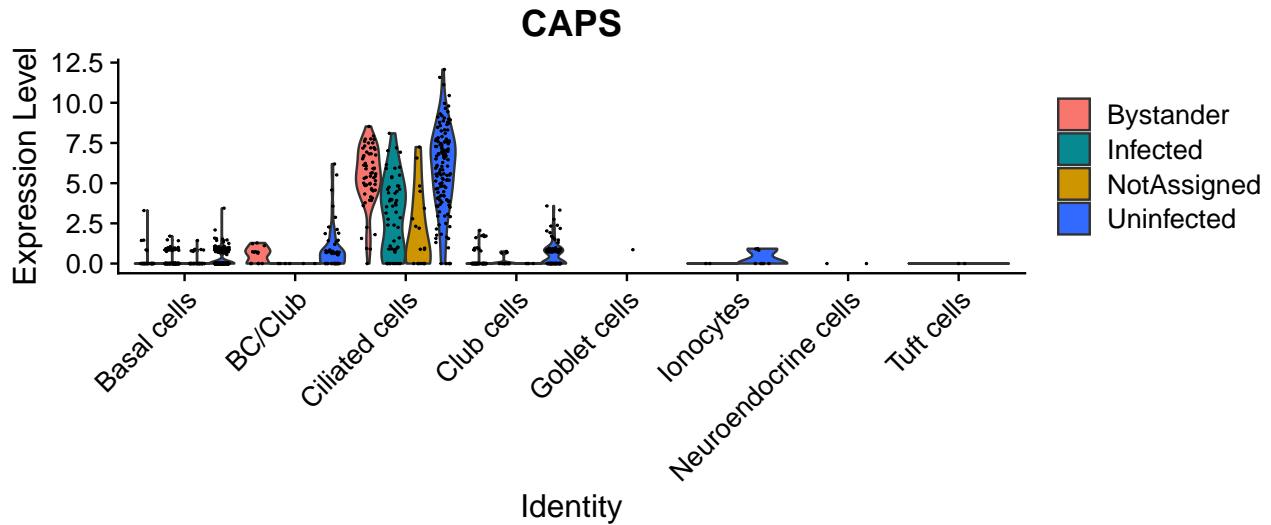 CAPS
Expression Level
12.5
10.0
7.5
5.0
2.5
0.0
Basal cells
BC/Club
Ciliated cells
Club cells
Goblet cells
Ionocytes
Neuroendocrine cells
Tuft cells
Identity
Bystander
Infected
NotAssigned
Uninfected